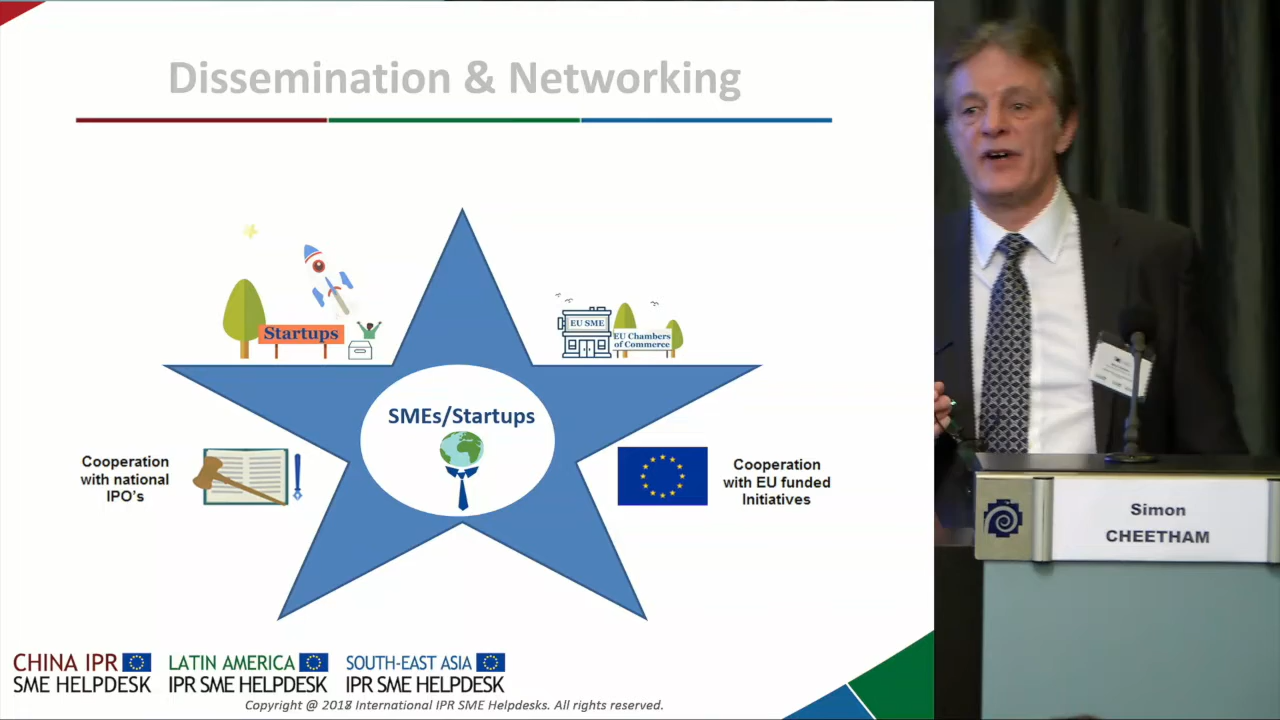 Dissemination & Networking
Startups
EU SME
EU Chambers
of Commerce
SMEs/Startups
Cooperation
with national
IPO's
Cooperation
with EU funded
Initiatives
CHINA IPR
SME HELPDESK
LATIN AMERICA
IPR SME HELPDESK
SOUTH-EAST ASIA
IPR SME HELPDESK
Copyright @ 2018 International IPR SME Helpdesks. All rights reserved.
Simon
CHEETHAM